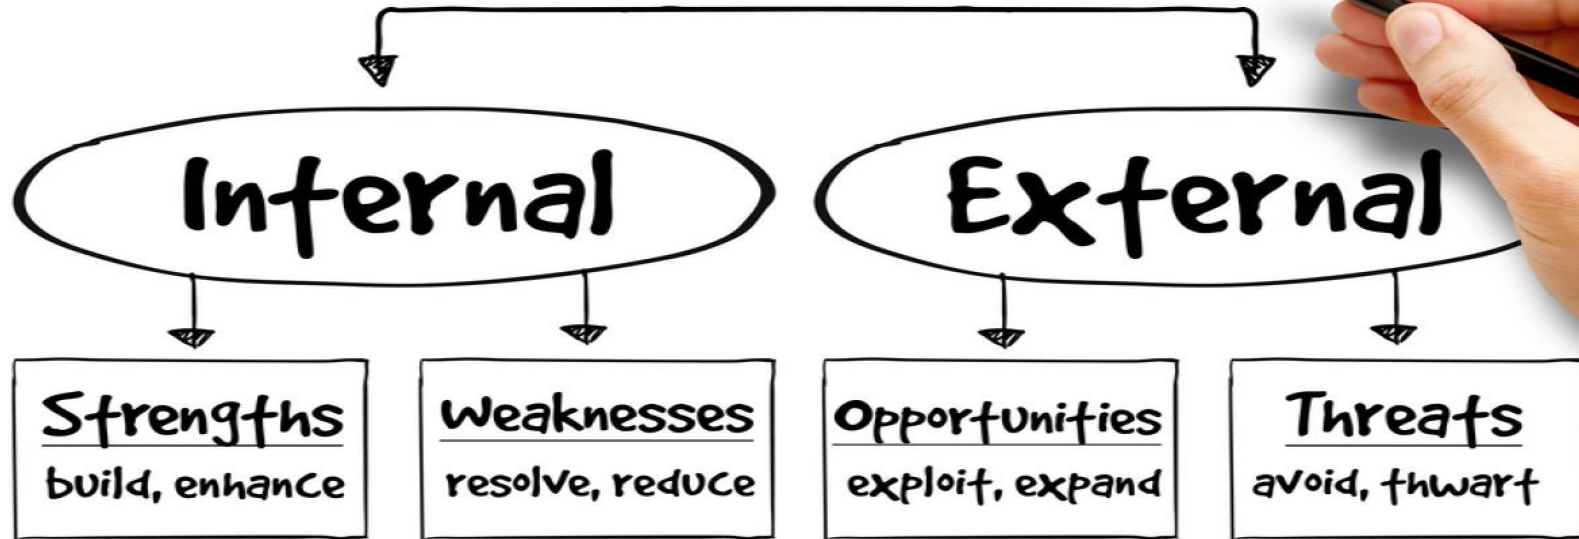 Internal
External
Strengths
build, enhance
Weaknesses
resolve, reduce
Opportunities
exploit, expand
Threats
avoid, thwart